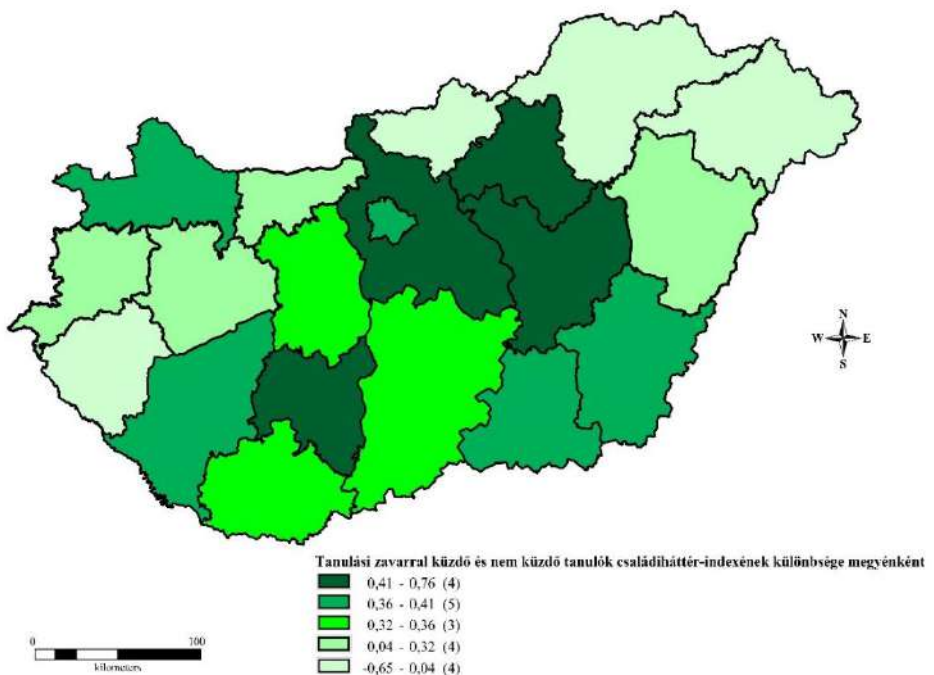 N
W E
S
Tanulási zavarral küzdő és nem küzdő tanulók családiháttér-indexének különbsége megyénként
0,41 - 0,76 (4)
0,36 - 0,41 (5)
0,32 - 0,36 (3)
0,04 - 0,32 (4)
-0,65 - 0,04 (4)
0 100
kilometers